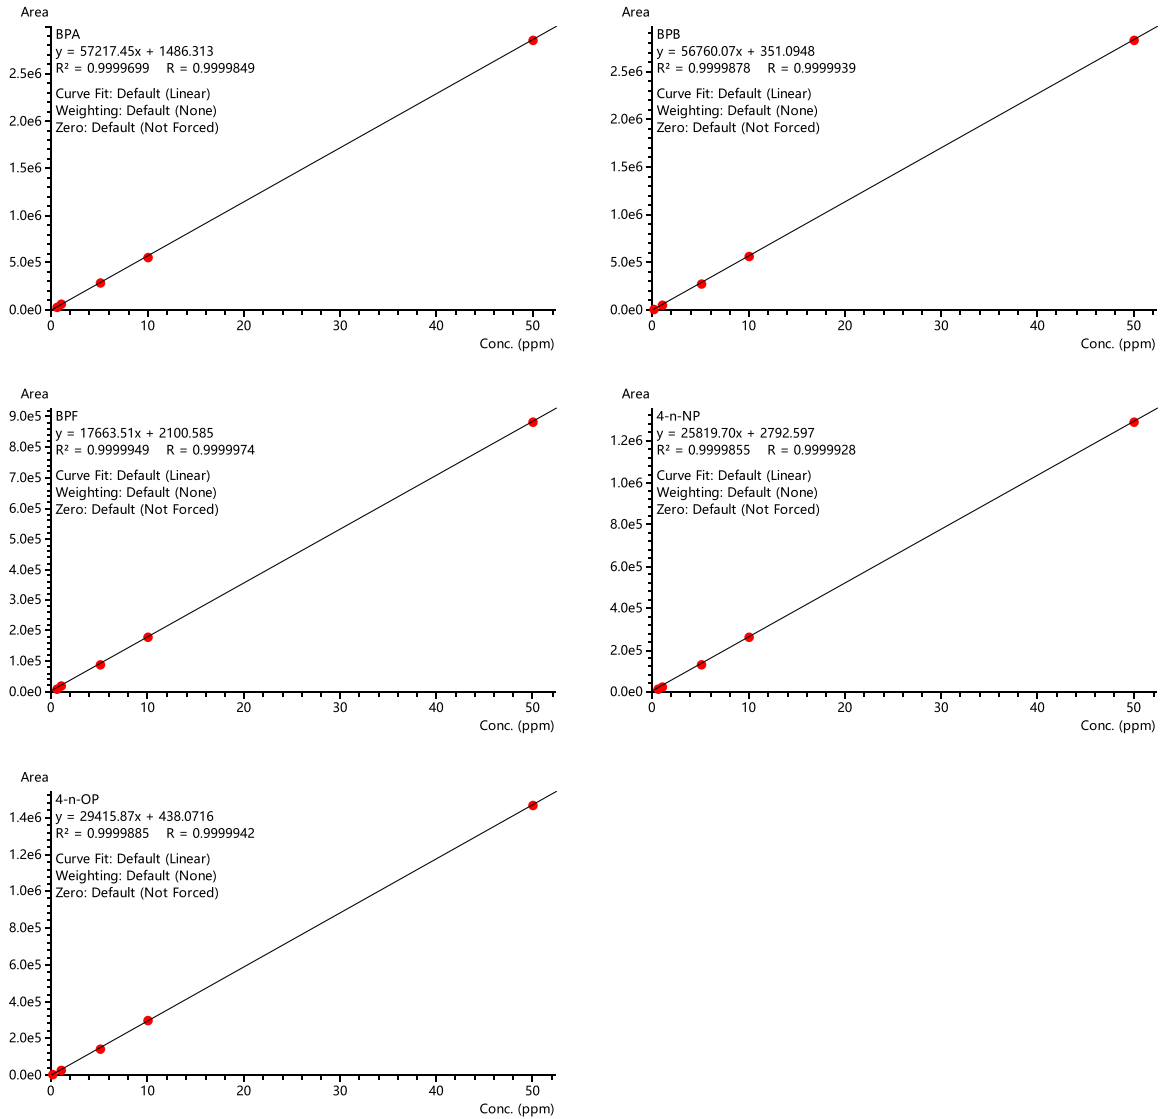 Area
BPA
y = 57217.45x + 1486.313
R² = 0.9999699 R = 0.9999849
Curve Fit: Default (Linear)
Weighting: Default (None)
Zero: Default (Not Forced)
2.5e6
2.0e6
1.5e6
1.0e6
5.0e5
0.0e0
0 10 20 30 40 50
Conc. (ppm)
Area
BPB
y = 56760.07x + 351.0948
R² = 0.9999878 R = 0.9999939
Curve Fit: Default (Linear)
Weighting: Default (None)
Zero: Default (Not Forced)
2.5e6
2.0e6
1.5e6
1.0e6
5.0e5
0.0e0
0 10 20 30 40 50
Conc. (ppm)
Area
BPF
y = 17663.51x + 2100.585
R² = 0.9999949 R = 0.9999974
Curve Fit: Default (Linear)
Weighting: Default (None)
Zero: Default (Not Forced)
9.0e5
8.0e5
7.0e5
6.0e5
5.0e5
4.0e5
3.0e5
2.0e5
1.0e5
0.0e0
0 10 20 30 40 50
Conc. (ppm)
Area
4-n-NP
y = 25819.70x + 2792.597
R² = 0.9999855 R = 0.9999928
Curve Fit: Default (Linear)
Weighting: Default (None)
Zero: Default (Not Forced)
1.2e6
1.0e6
8.0e5
6.0e5
4.0e5
2.0e5
0.0e0
0 10 20 30 40 50
Conc. (ppm)
Area
4-n-OP
y = 29415.87x + 438.0716
R² = 0.9999885 R = 0.9999942
Curve Fit: Default (Linear)
Weighting: Default (None)
Zero: Default (Not Forced)
1.4e6
1.2e6
1.0e6
8.0e5
6.0e5
4.0e5
2.0e5
0.0e0
0 10 20 30 40 50
Conc. (ppm)